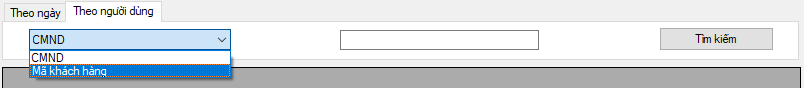 Theo ngày Theo người dùng
CMND Tìm kiếm
CMND
Mã khách hàng